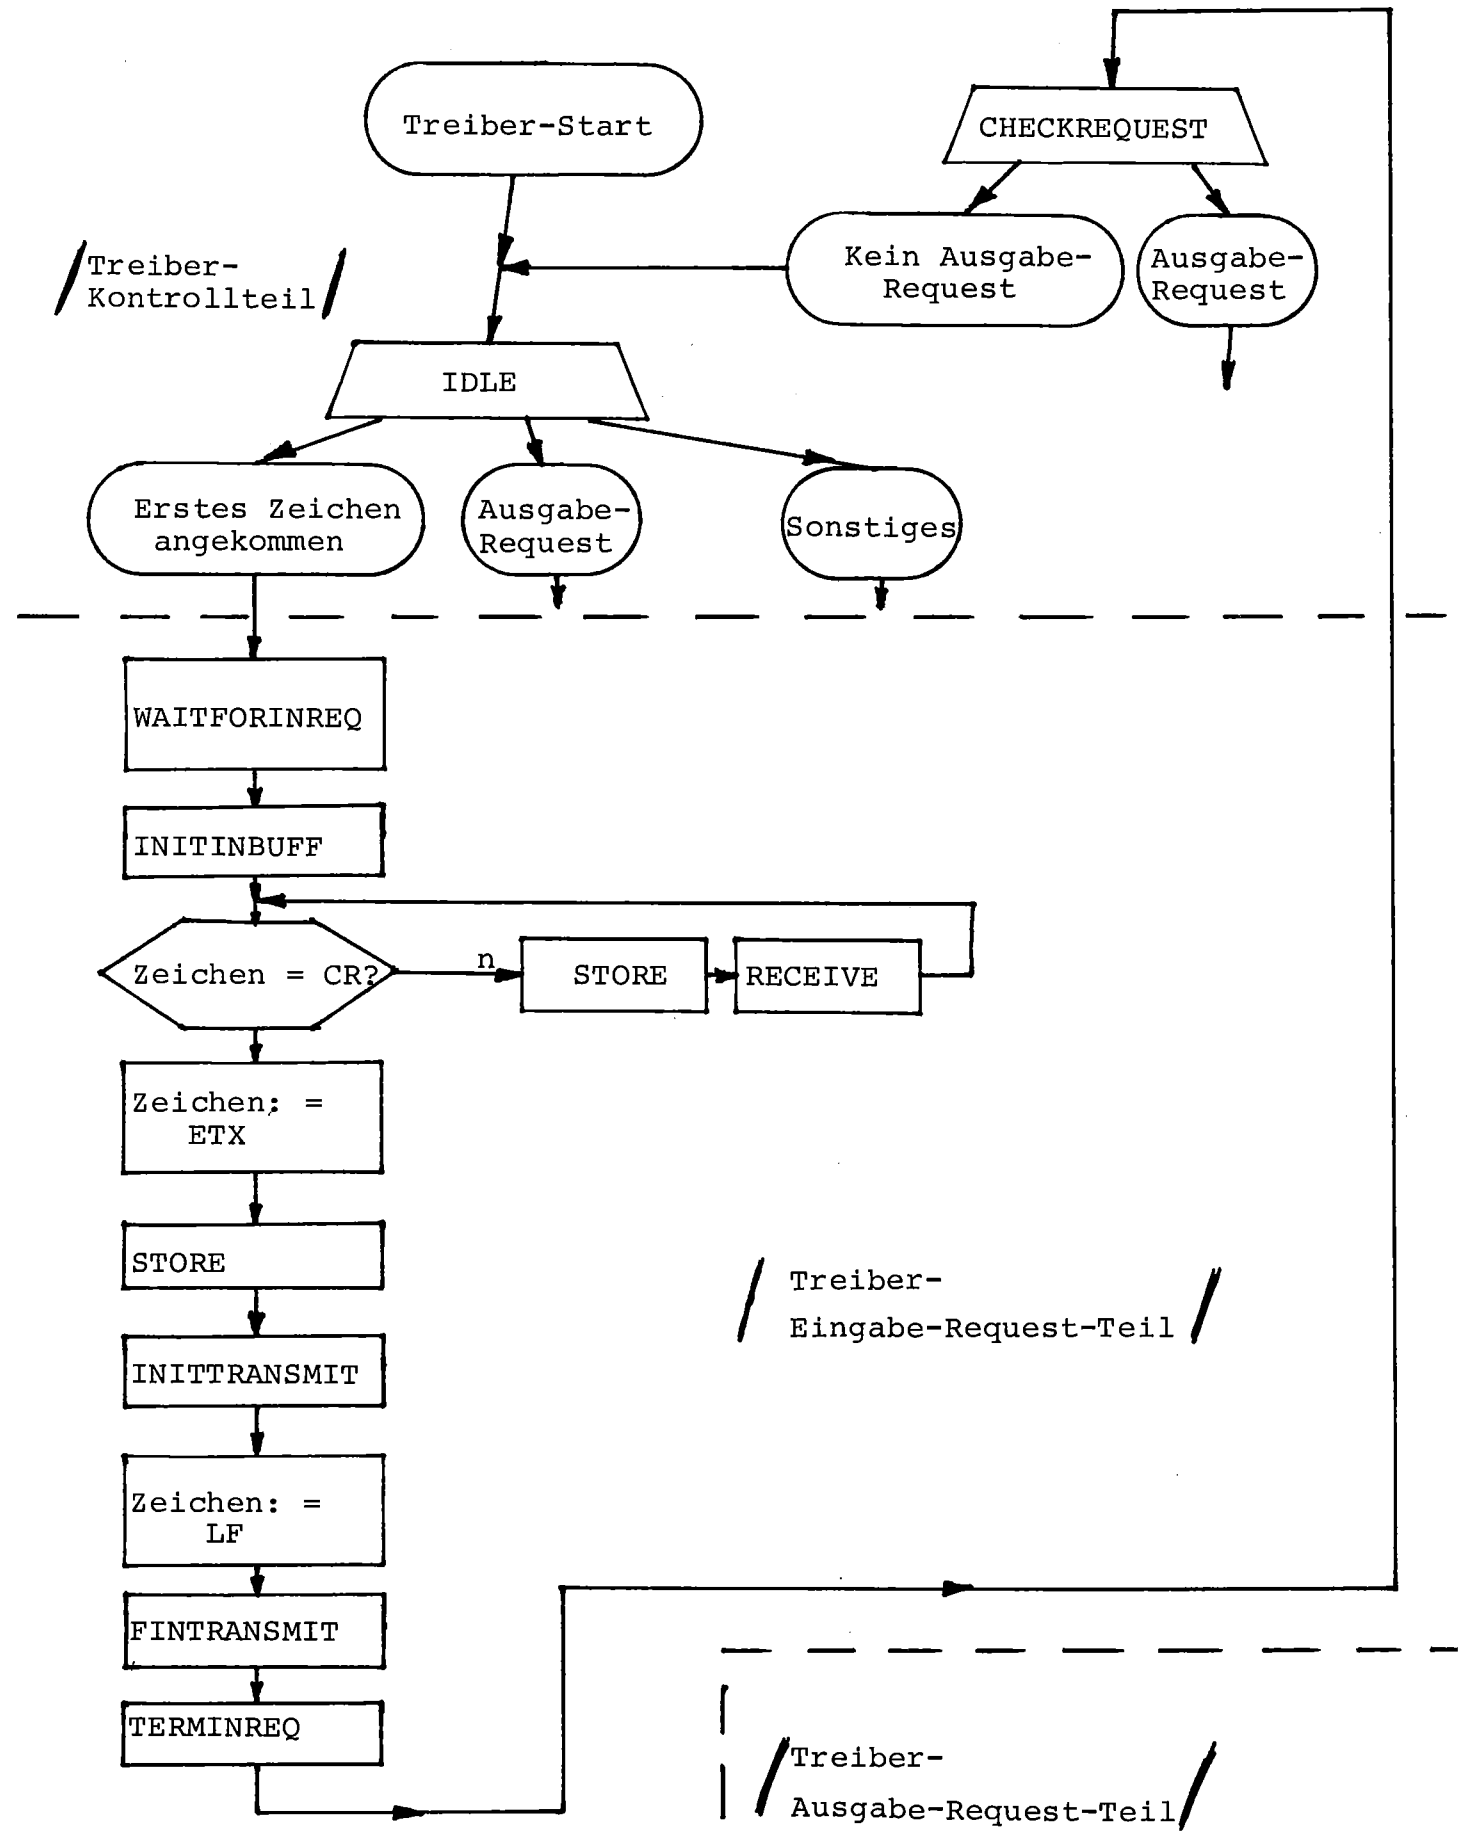 Treiber-Start
CHECKREQUEST
Kein Ausgabe-
Request
Ausgabe-
Request
/Treiber-
Kontrollteil/
IDLE
Erstes Zeichen
angekommen
Ausgabe-
Request
Sonstiges
WAITFORINREQ
INITINBUFF
Zeichen = CR?
n
STORE
RECEIVE
Zeichen: =
ETX
STORE
INITTRANSMIT
Zeichen: =
LF
FINTRANSMIT
TERMINREQ
/ Treiber-
Eingabe-Request-Teil /
/Treiber-
Ausgabe-Request-Teil/